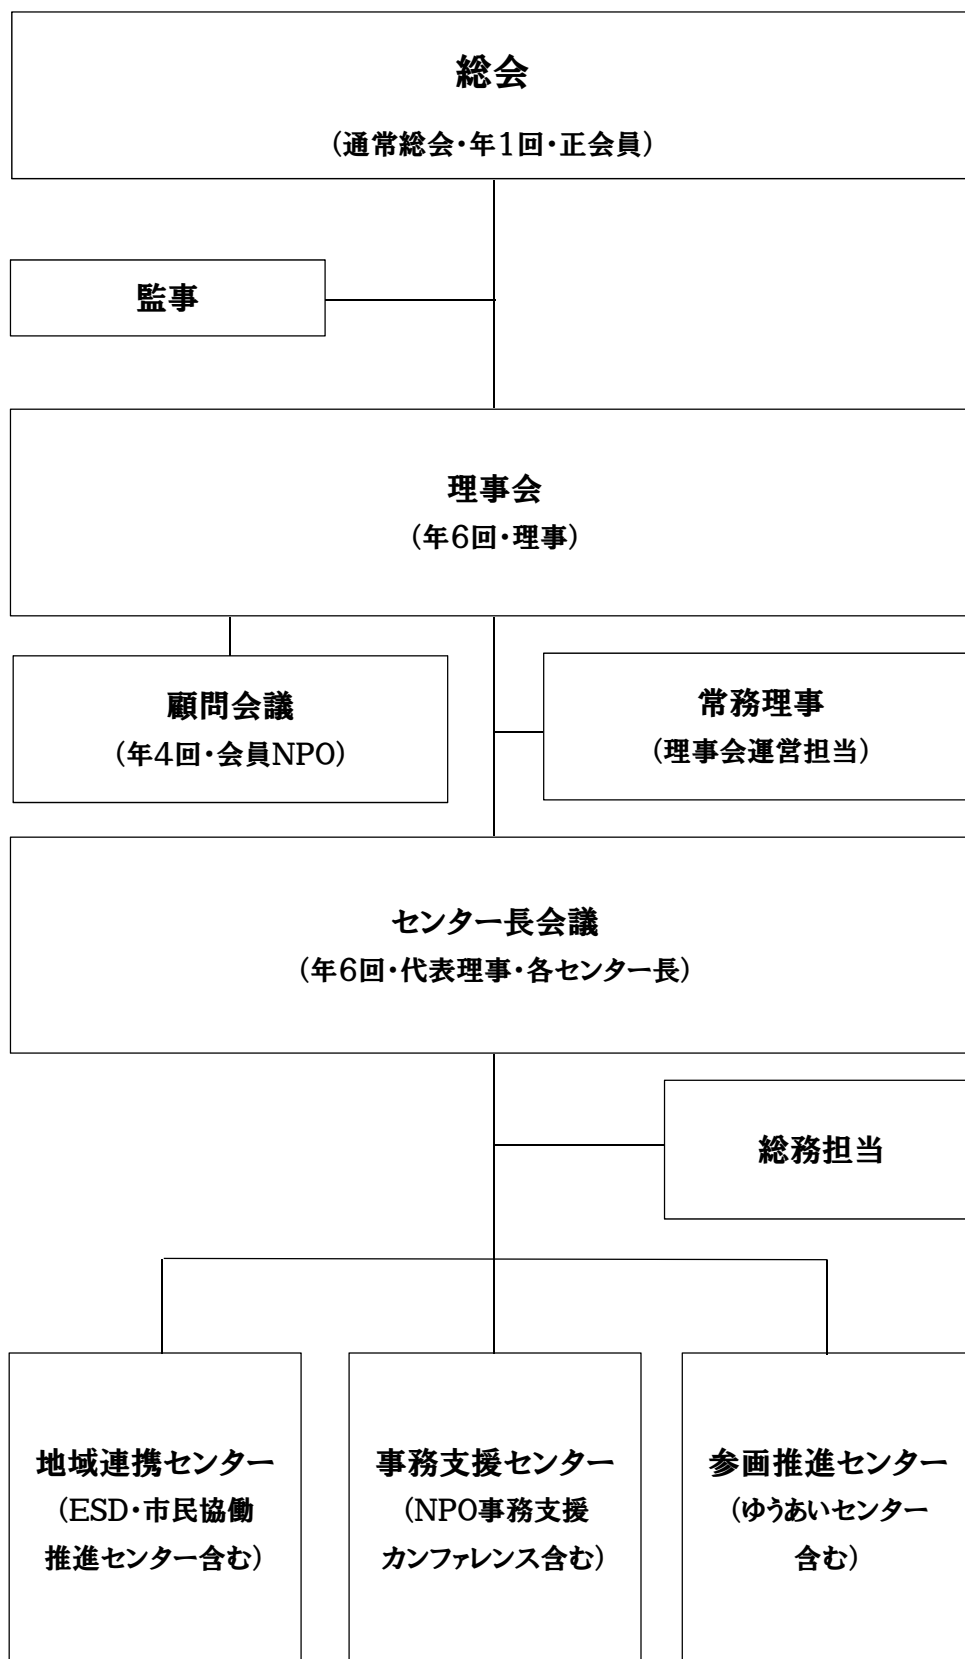 総会
（通常総会・年1回・正会員）
監事
理事会
（年6回・理事）
顧問会議
（年4回・会員NPO）
常務理事
（理事会運営担当）
センター長会議
（年6回・代表理事・各センター長）
総務担当
地域連携センター
（ESD・市民協働
推進センター含む）
事務支援センター
（NPO事務支援
カンファレンス含む）
参画推進センター
（ゆうあいセンター
含む）